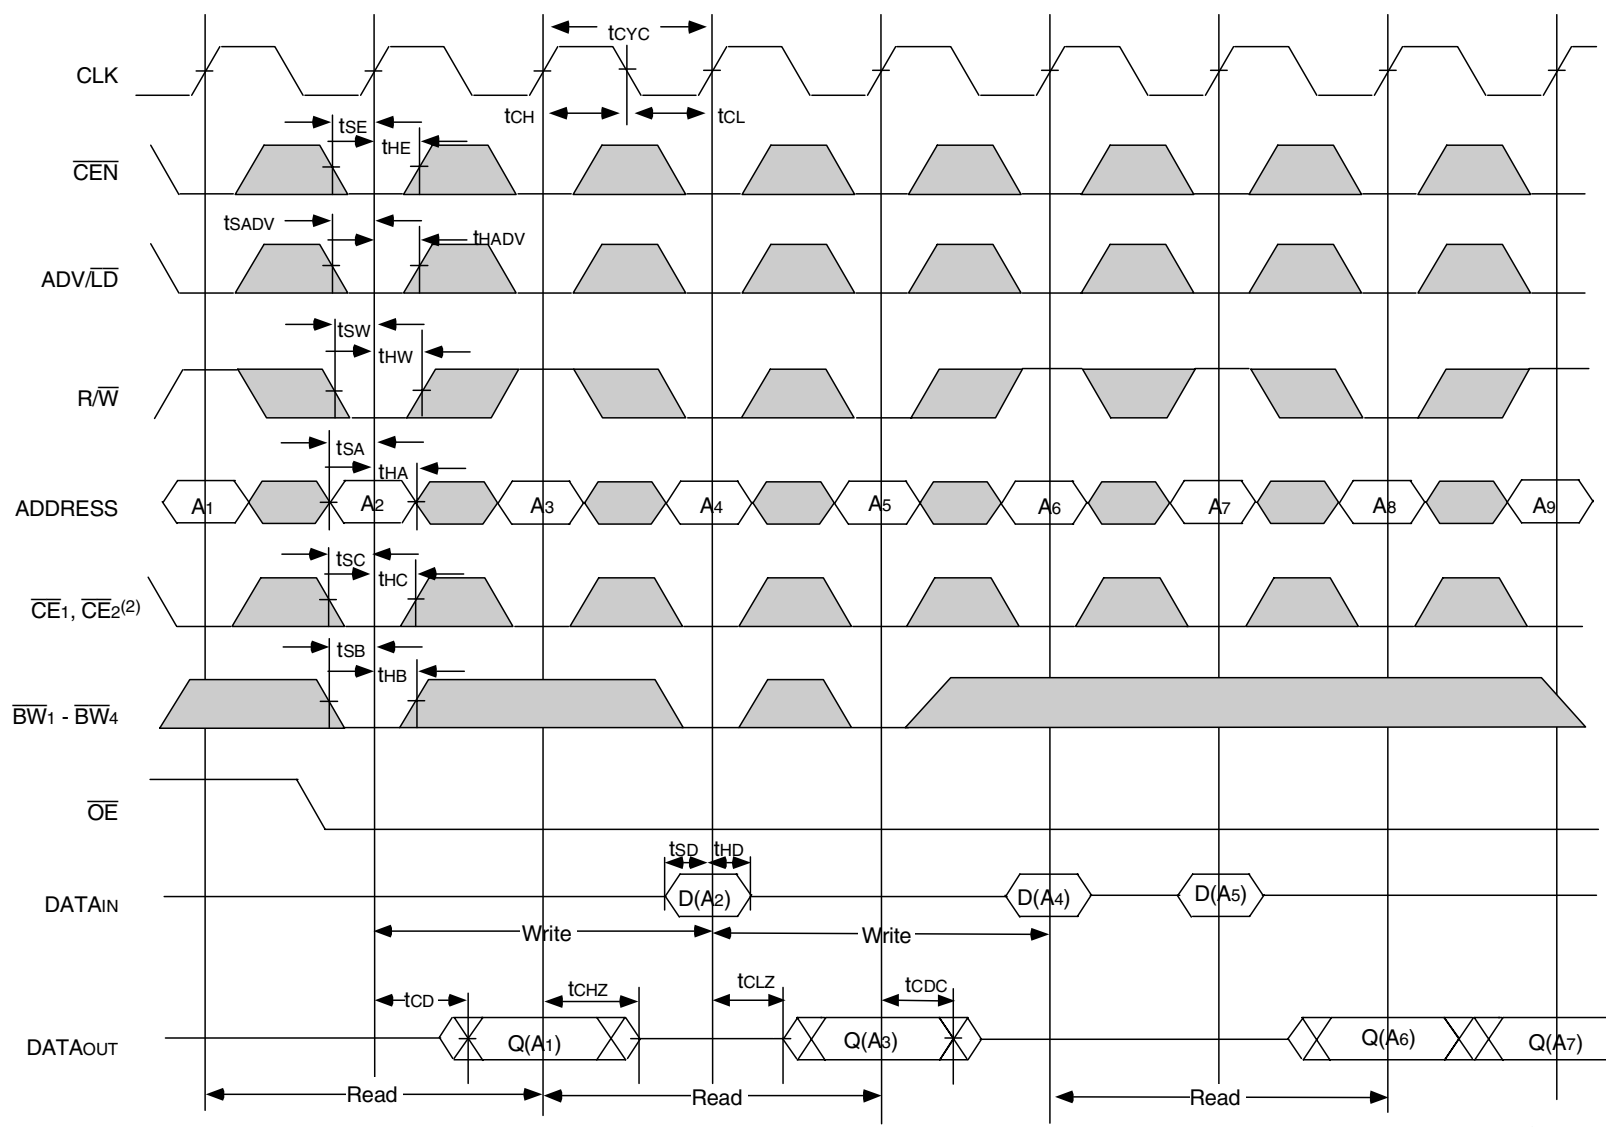 tCYC
CLK
tCH
tCL
tSE
tHE
CEN
tSADV
tHADV
ADV/LD
tSW
tHW
R/W
tSA
tHA
ADDRESS
A1
A2
A3
A4
A5
A6
A7
A8
A9
tSC
tHC
CE1, CE2(2)
tSB
tHB
BW1 - BW4
OE
tSD
tHD
DATAIN
D(A2)
D(A4)
D(A5)
Write
Write
tCD
tCHZ
tCLZ
tCDC
DATAOUT
Q(A1)
Q(A3)
Q(A6)
Q(A7)
Read
Read
Read